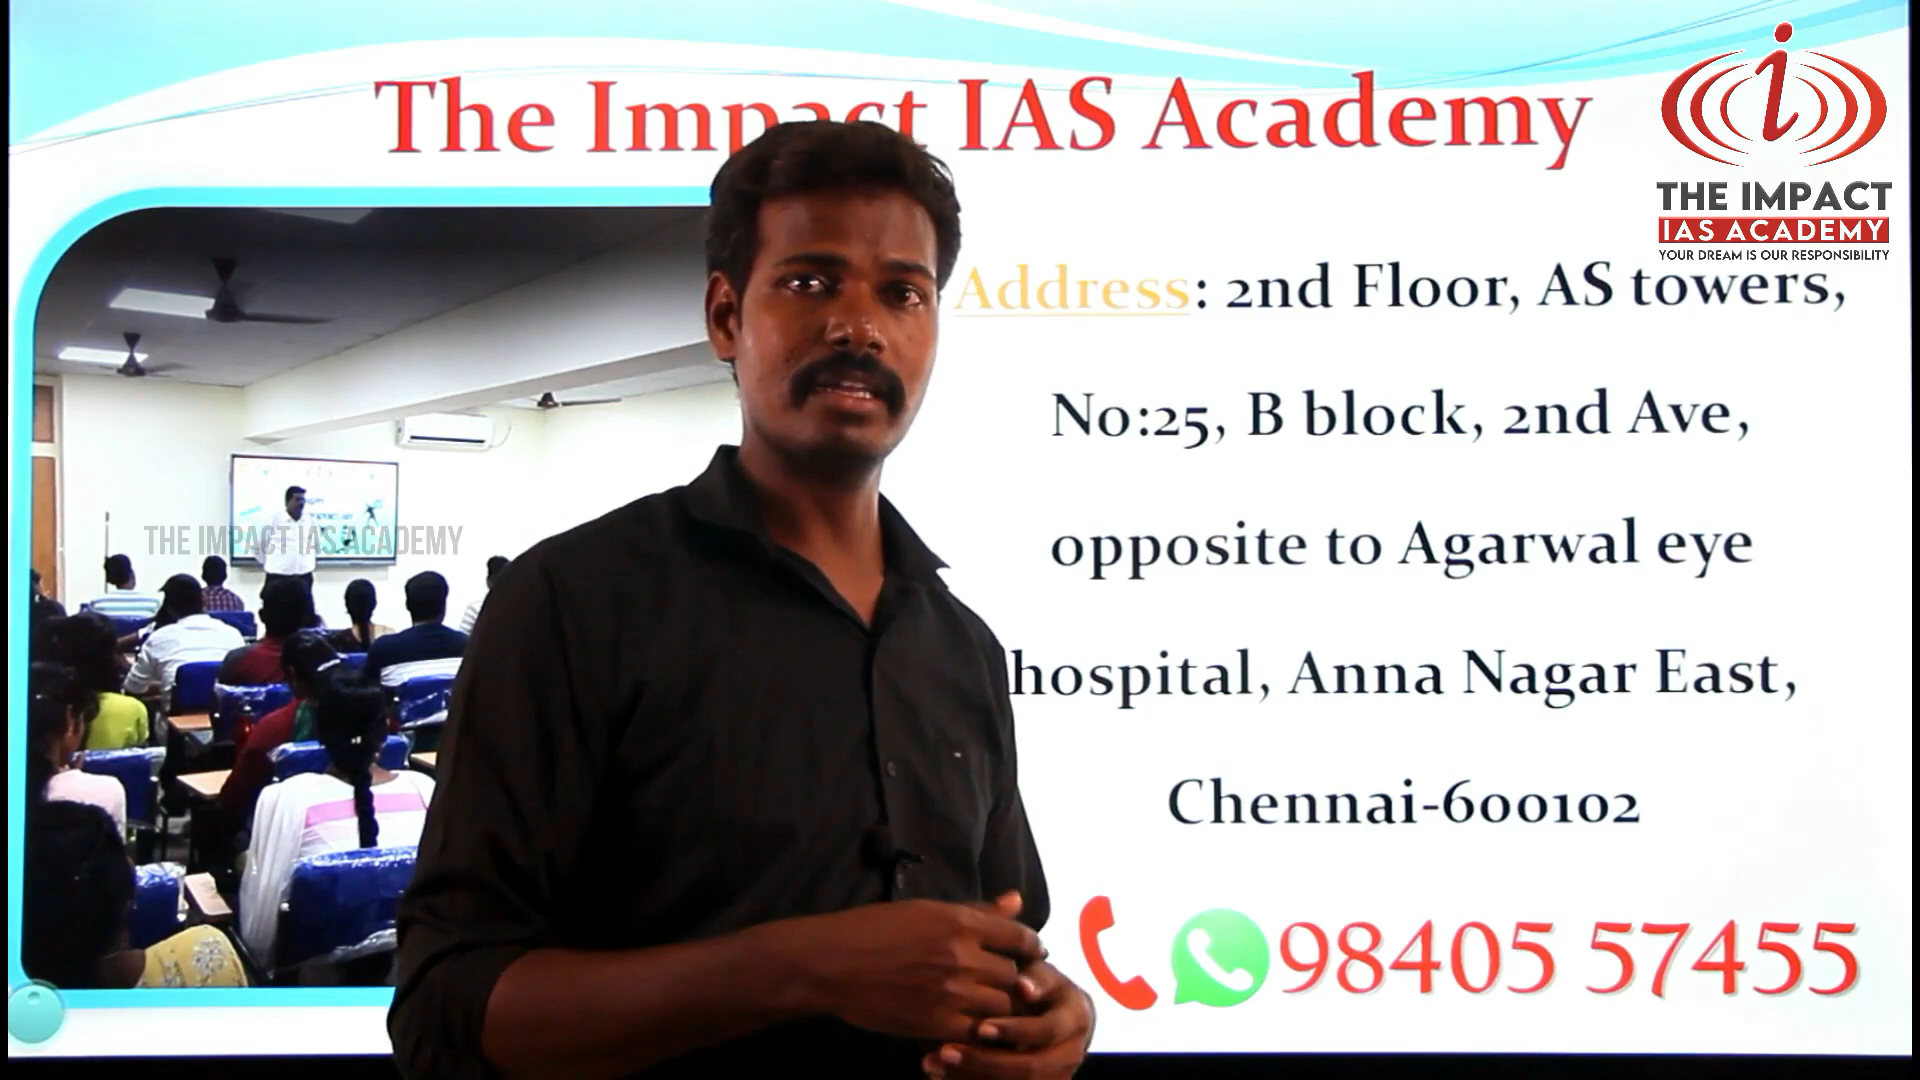 The Impact IAS Academy
THE IMPACT
IAS ACADEMY
YOUR DREAM IS OUR RESPONSIBILITY
Address: 2nd Floor, AS towers,
No:25, B block, 2nd Ave,
opposite to Agarwal eye
hospital, Anna Nagar East,
Chennai-600102
98405 57455
THE IMPACT IAS ACADEMY